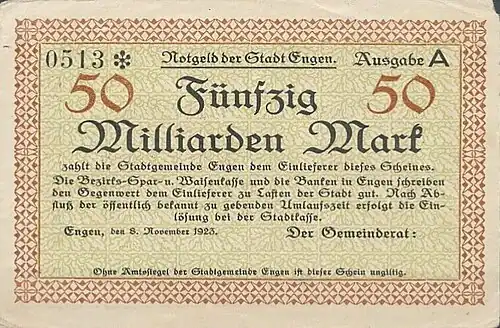 0513 * Notgeld der Stadt Engen. Ausgabe A
50 Fünfzig 50
Milliarden Mark
zahlt die Stadtgemeinde Engen dem Einlieferer dieses Scheines.
Die Bezirks-Spar-u. Waisenkasse und die Banken in Engen schreiben
den Gegenwert dem Einlieferer zu Lasten der Stadt gut. Nach Ab-
fluß der öffentlich bekannt zu gebenden Umlaufszeit erfolgt die Ein-
lösung bei der Stadtkasse.
Engen, den 8. November 1923. Der Gemeinderat:
Ohne Amtssiegel der Stadtgemeinde Engen ist dieser Schein ungiltig.